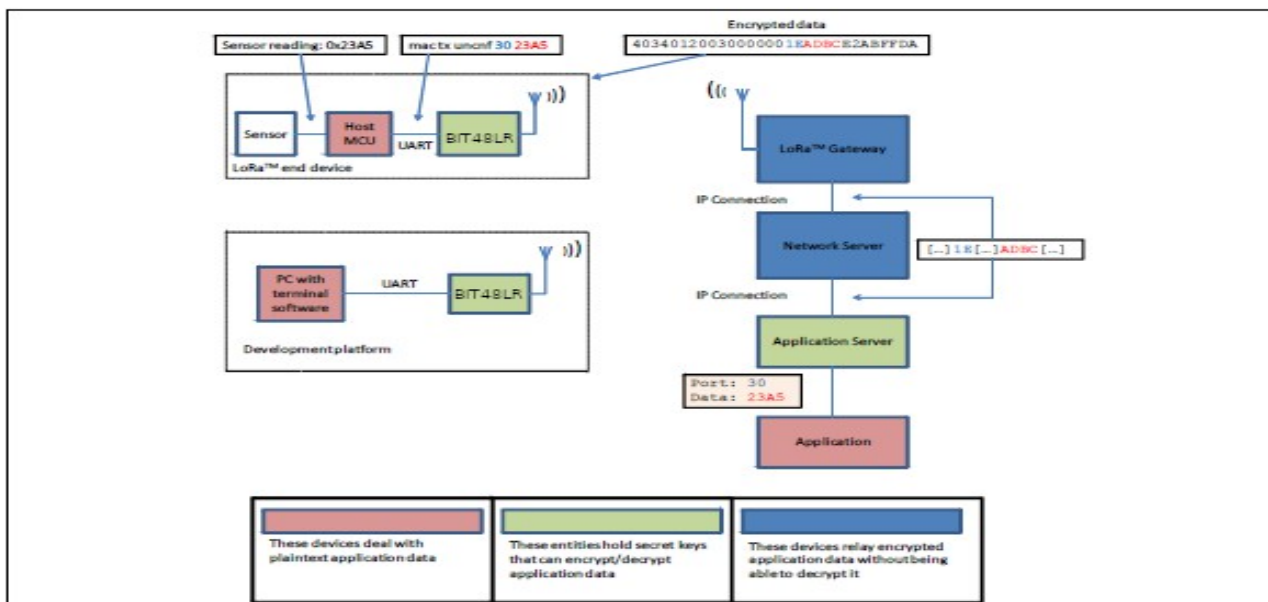 Encrypted data
Sensor reading: 0x23A5
mac tx uncnf 30 23A5
40340120030000001EADBCE2ABFFDA
Sensor
Host
MCU
UART
BIT48LR
LoRa™ end device
LoRa™ Gateway
IP Connection
Network Server
[…]1E[…]ADBC[…]
IP Connection
PC with
terminal
software
UART
BIT48LR
Development platform
Application Server
Port: 30
Data: 23A5
Application
These devices deal with
plaintext application data
These entities hold secret keys
that can encrypt/decrypt
application data
These devices relay encrypted
application data without being
able to decrypt it